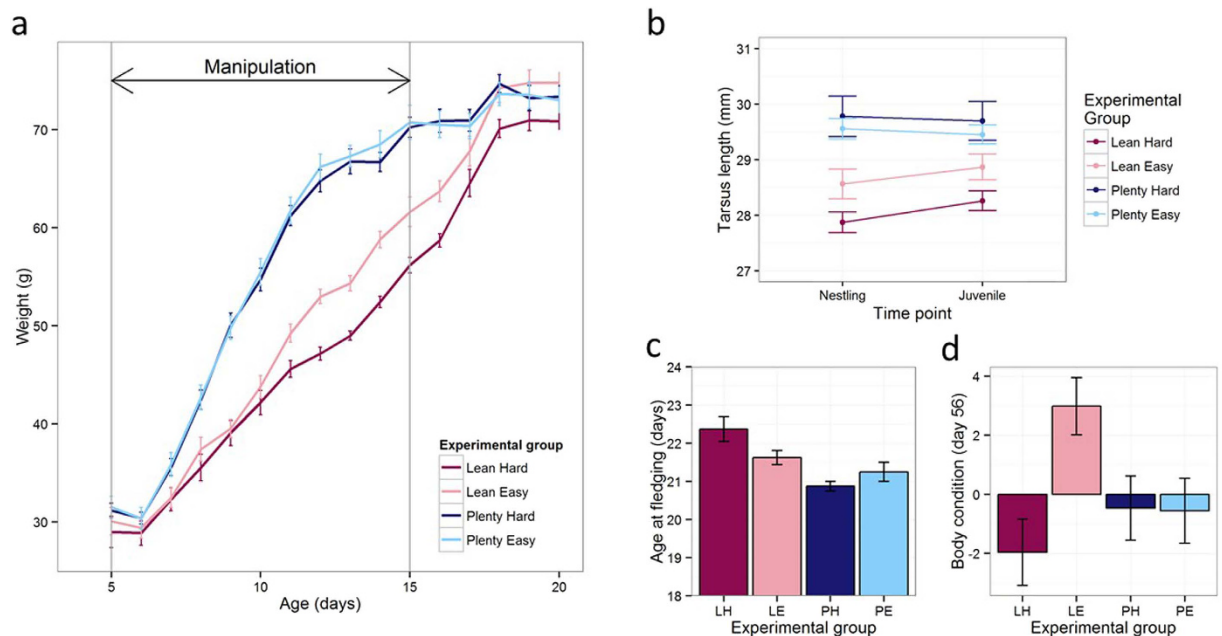 a
Manipulation
70
60
50
40
30
Weight (g)
5
10
15
20
Age (days)
Experimental group
Lean Hard
Lean Easy
Plenty Hard
Plenty Easy
b
31
30
29
28
27
Tarsus length (mm)
Nestling
Juvenile
Time point
Experimental
Group
Lean Hard
Lean Easy
Plenty Hard
Plenty Easy
c
24
23
22
21
20
19
18
Age at fledging (days)
LH
LE
PH
PE
Experimental group
d
4
2
0
-2
Body condition (day 56)
LH
LE
PH
PE
Experimental group